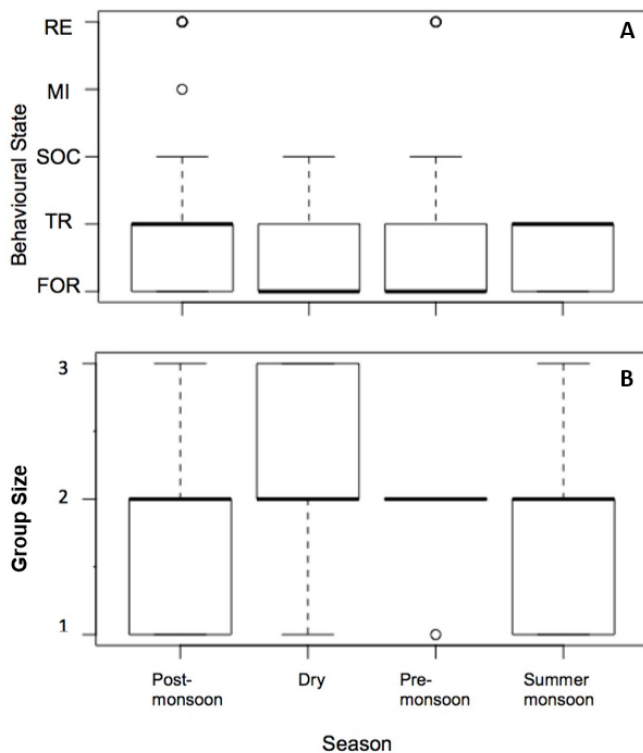 A
Behavioural State
RE
MI
SOC
TR
FOR
B
Group Size
3
2
1
Post-
monsoon
Dry
Pre-
monsoon
Summer
monsoon
Season